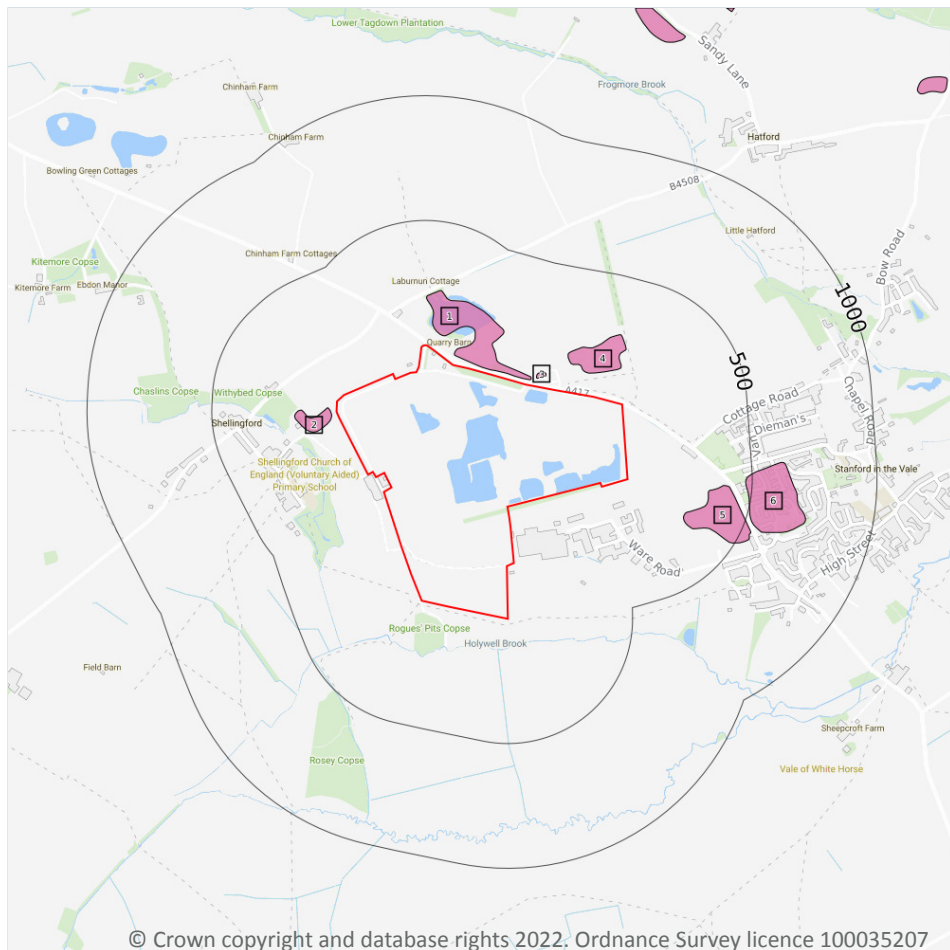 Lower Tagdown Plantation
Sandy Lane
Chinham Farm
Frogmore Brook
Chinham Farm
Hatford
Bowling Green Cottages
B4508
Little Hatford
Bow Road
Chinham Farm Cottages
Kitemore Copse
Kitemore Farm
Ebdon Manor
Laburnun Cottage
1000
1
Quarry Barn
4
3
500
A417
Chaslins Copse
Withybed Copse
Cottage Road
Chapel Road
Shellingford
2
Van Dieman's
Shellingford Church of
England (Voluntary Aided)
Primary School
Stanford in the Vale
6
5
High Street
Ware Road
Rogues' Pits Copse
Holywell Brook
Field Barn
Sheepcroft Farm
Rosey Copse
Vale of White Horse
© Crown copyright and database rights 2022. Ordnance Survey licence 100035207